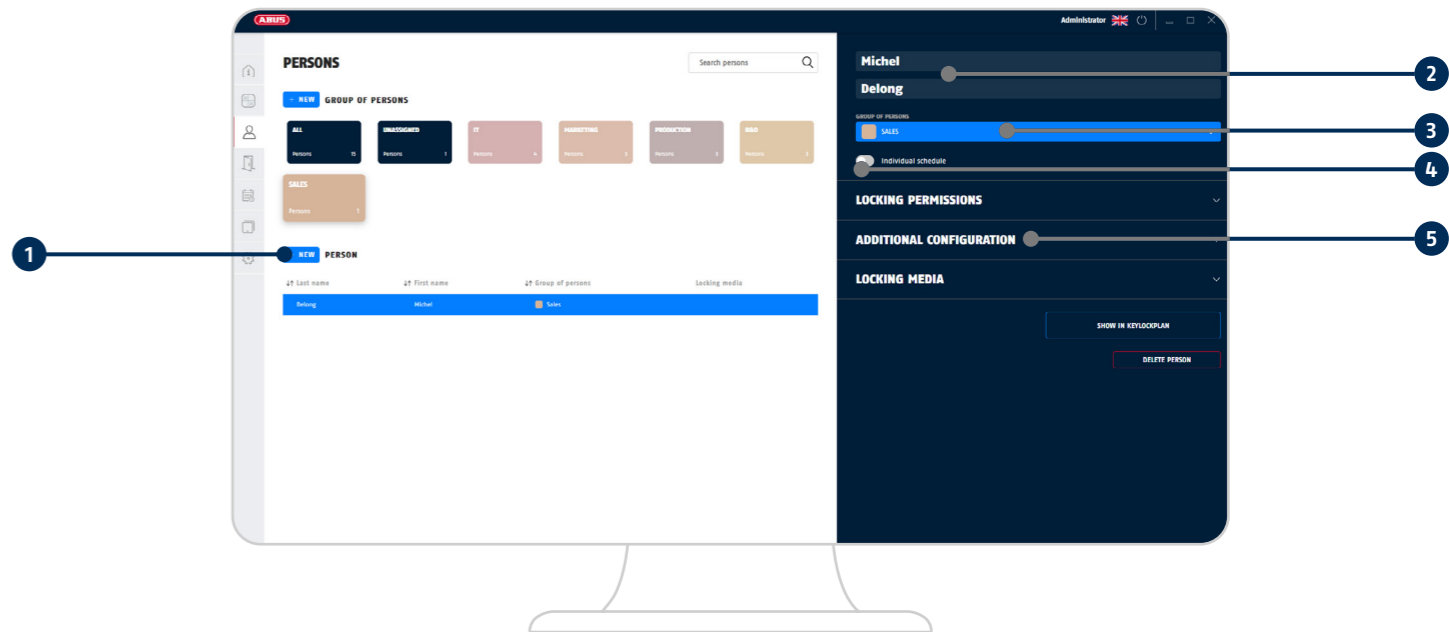 ABUS
Administrator
PERSONS
Search persons
NEW GROUP OF PERSONS
ALL
Persons 15
UNASSIGNED
Persons 1
IT
Persons 4
MARKETING
Persons
PRODUCTION
Persons
R&D
Persons
SALES
Persons 1
NEW PERSON
Last name First name Group of persons Locking media
Delong Michel Sales
Michel
Delong
GROUP OF PERSONS
SALES
Individual schedule
LOCKING PERMISSIONS
ADDITIONAL CONFIGURATION
LOCKING MEDIA
SHOW IN KEYLOCKPLAN
DELETE PERSON
1
2
3
4
5